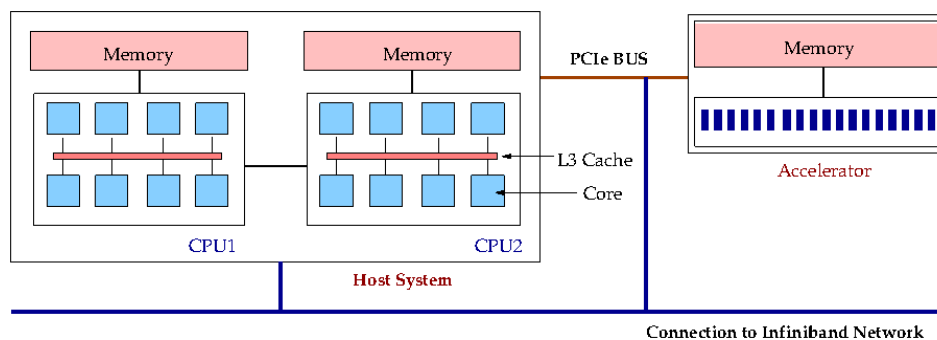 Memory
Memory
PCIe BUS
Memory
L3 Cache
Core
Accelerator
CPU1
CPU2
Host System
Connection to Infiniband Network